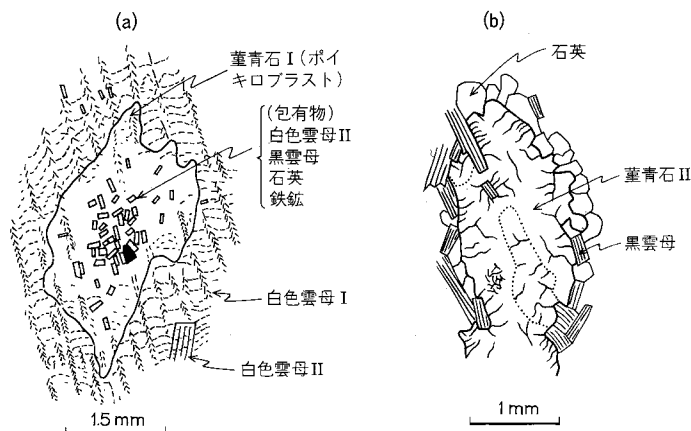 (a)
菫青石 I (ポイ
キロブラスト)
(包有物)
白色雲母II
黒雲母
石英
鉄鉱
白色雲母 I
白色雲母 II
1.5 mm
(b)
石英
菫青石 II
黒雲母
1 mm